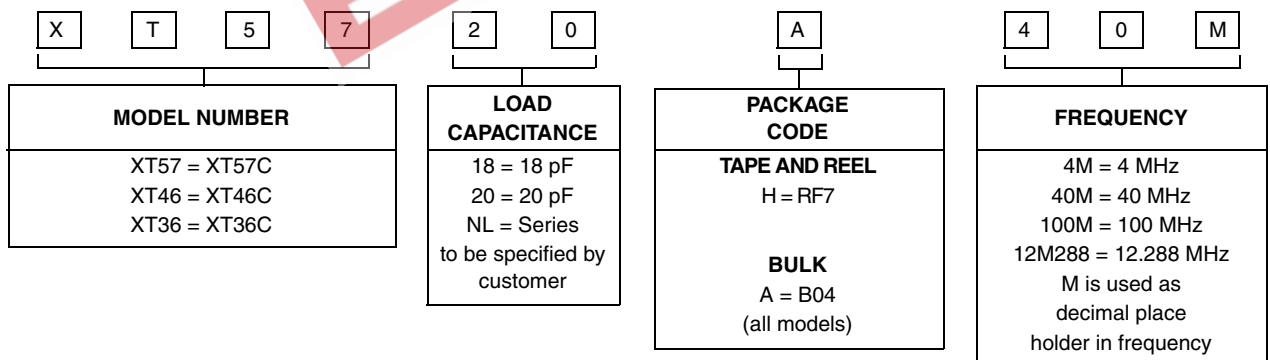 X T 5 7 2 0 A 4 0 M
MODEL NUMBER
XT57 = XT57C
XT46 = XT46C
XT36 = XT36C
LOAD
CAPACITANCE
18 = 18 pF
20 = 20 pF
NL = Series
to be specified by
customer
PACKAGE
CODE
TAPE AND REEL
H = RF7
BULK
A = B04
(all models)
FREQUENCY
4M = 4 MHz
40M = 40 MHz
100M = 100 MHz
12M288 = 12.288 MHz
M is used as
decimal place
holder in frequency